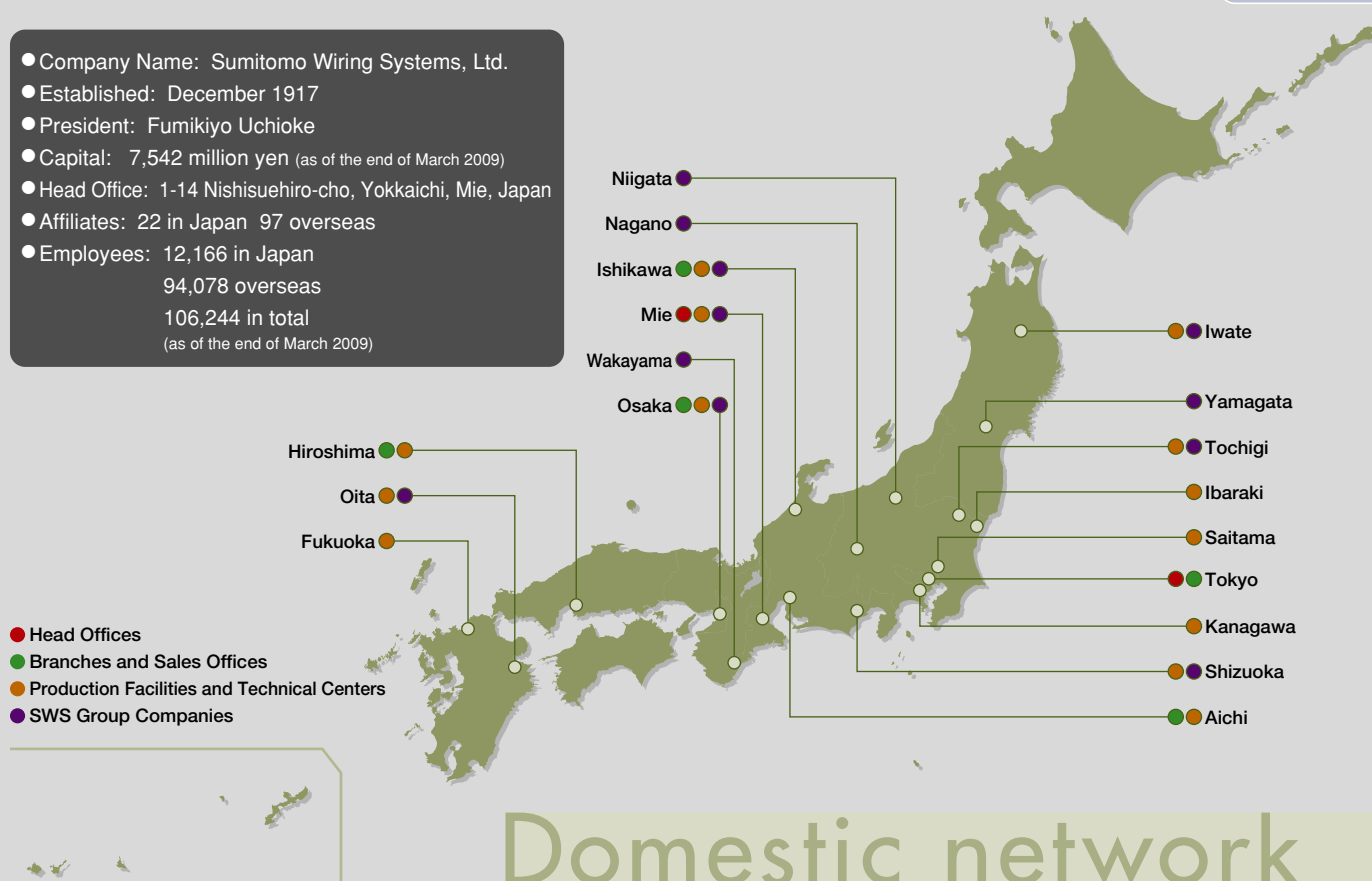 ● Company Name: Sumitomo Wiring Systems, Ltd.
● Established: December 1917
● President: Fumikiyo Uchioke
● Capital: 7,542 million yen (as of the end of March 2009)
● Head Office: 1-14 Nishisuehiro-cho, Yokkaichi, Mie, Japan
● Affiliates: 22 in Japan 97 overseas
● Employees: 12,166 in Japan
94,078 overseas
106,244 in total
(as of the end of March 2009)
Niigata
Nagano
Ishikawa
Mie
Wakayama
Osaka
Hiroshima
Oita
Fukuoka
Iwate
Yamagata
Tochigi
Ibaraki
Saitama
Tokyo
Kanagawa
Shizuoka
Aichi
● Head Offices
● Branches and Sales Offices
● Production Facilities and Technical Centers
● SWS Group Companies
Domestic network